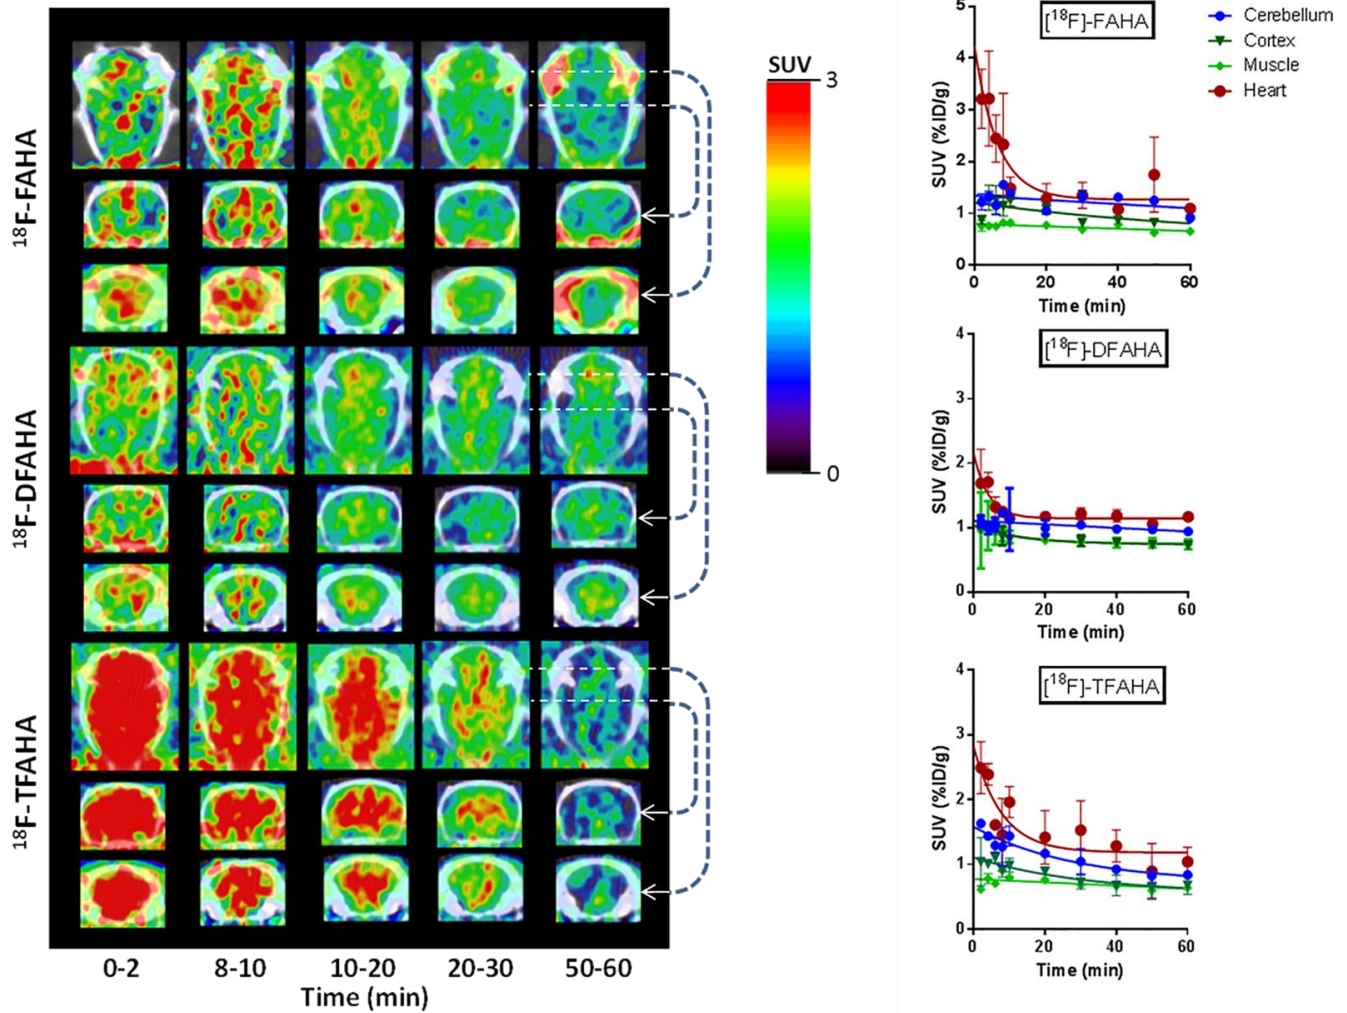 ¹⁸F-FAHA
¹⁸F-DFAHA
¹⁸F-TFAHA
0-2 8-10 10-20 20-30 50-60
Time (min)
SUV
3
0
[¹⁸F]-FAHA
Cerebellum
Cortex
Muscle
Heart
SUV (%ID/g)
5
4
3
2
1
0
0 20 40 60
Time (min)
[¹⁸F]-DFAHA
SUV (%ID/g)
4
3
2
1
0
0 20 40 60
Time (min)
[¹⁸F]-TFAHA
SUV (%ID/g)
4
3
2
1
0
0 20 40 60
Time (min)